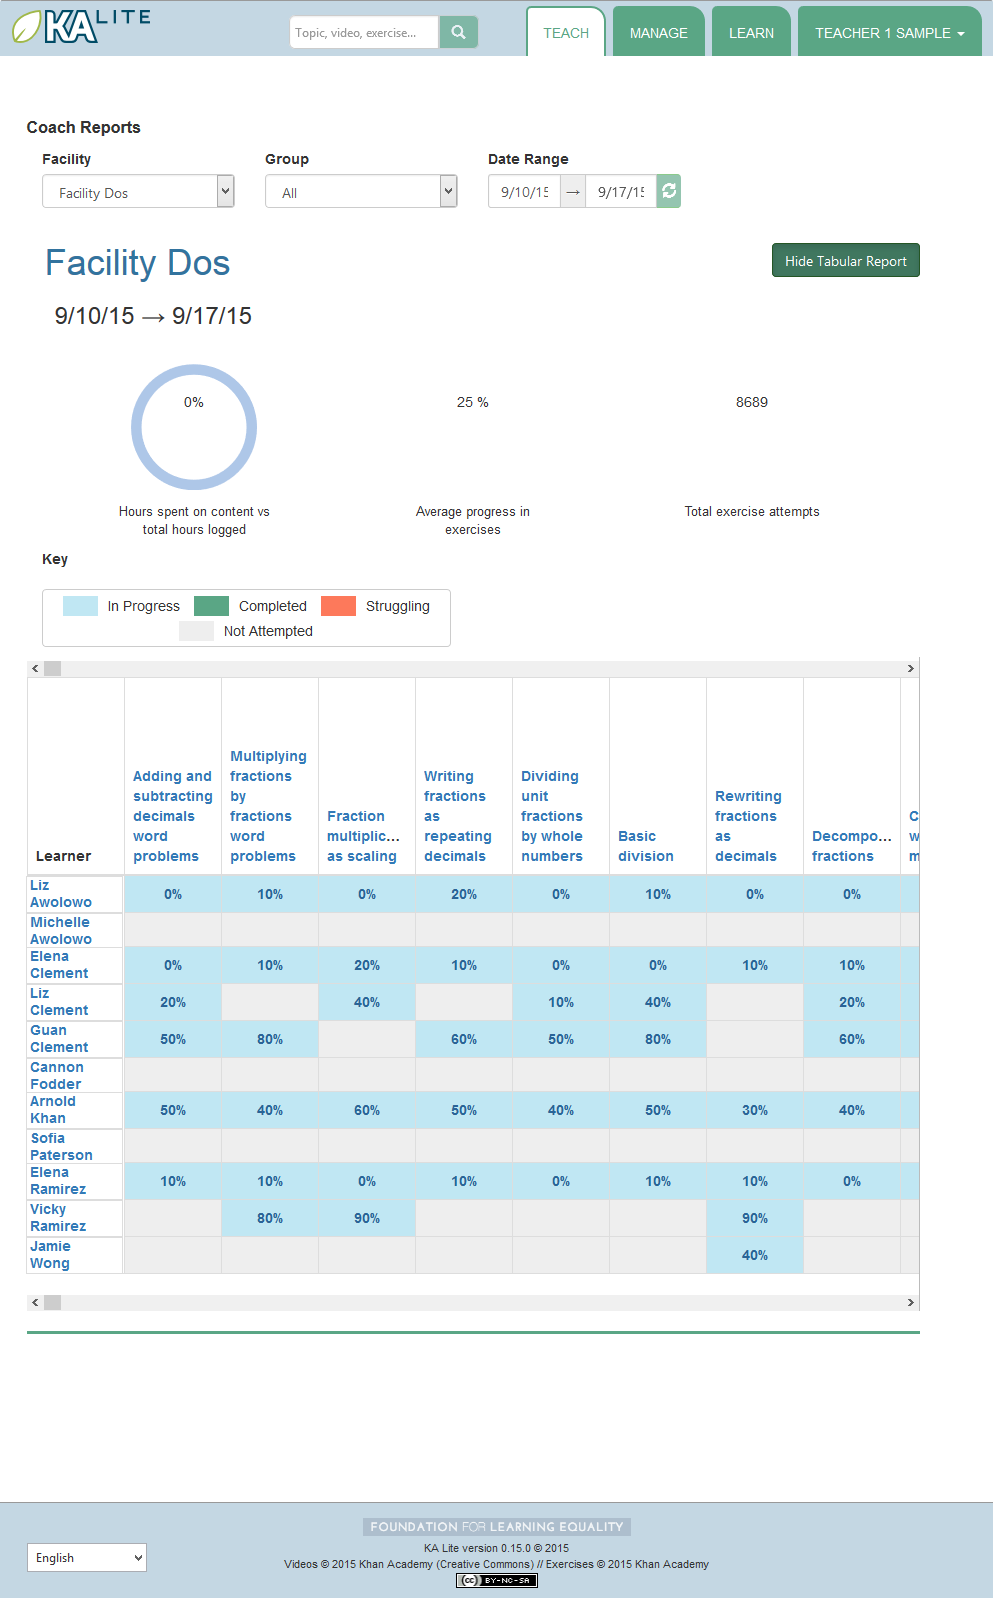 KA LITE
Topic, video, exercise...
TEACH
MANAGE
LEARN
TEACHER 1 SAMPLE
Coach Reports
Facility
Group
Date Range
Facility Dos
All
9/10/15 → 9/17/15
Facility Dos
Hide Tabular Report
9/10/15 → 9/17/15
0%
25 %
8689
Hours spent on content vs
total hours logged
Average progress in
exercises
Total exercise attempts
Key
In Progress
Completed
Struggling
Not Attempted
Learner
Adding and
subtracting
decimals
word
problems
Multiplying
fractions
by
fractions
word
problems
Fraction
multiplic...
as scaling
Writing
fractions
as
repeating
decimals
Dividing
unit
fractions
by whole
numbers
Basic
division
Rewriting
fractions
as
decimals
Decompo...
fractions
C
w
m
Liz
Awolowo
0% 10% 0% 20% 0% 10% 0% 0%
Michelle
Awolowo
Elena
Clement
0% 10% 20% 10% 0% 0% 10% 10%
Liz
Clement
20% 40% 10% 40% 20%
Guan
Clement
50% 80% 60% 50% 80% 60%
Cannon
Fodder
Arnold
Khan
50% 40% 60% 50% 40% 50% 30% 40%
Sofia
Paterson
Elena
Ramirez
10% 10% 0% 10% 0% 10% 10% 0%
Vicky
Ramirez
80% 90% 90%
Jamie
Wong
40%
FOUNDATION FOR LEARNING EQUALITY
KA Lite version 0.15.0 © 2015
English
Videos © 2015 Khan Academy (Creative Commons) // Exercises © 2015 Khan Academy
(cc) BY-NC-SA